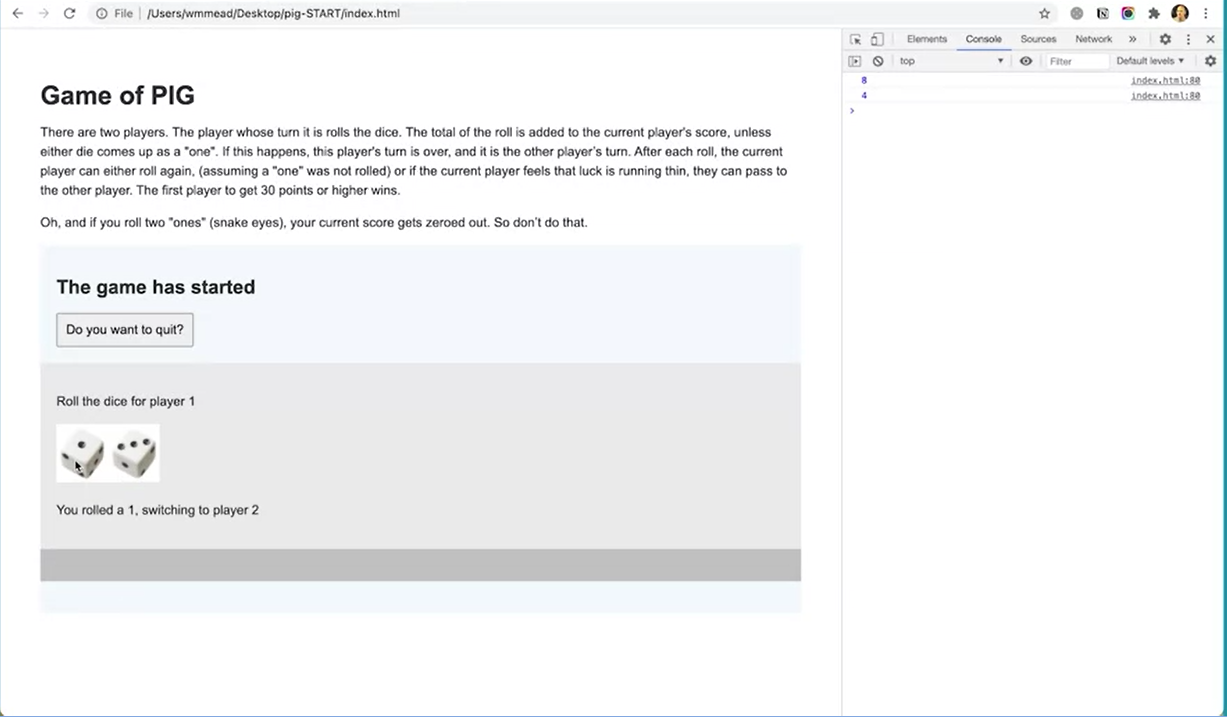 File /Users/wmmead/Desktop/pig-START/index.html
Elements Console Sources Network »
top Filter Default levels
8 index.html:80
4 index.html:80
Game of PIG
There are two players. The player whose turn it is rolls the dice. The total of the roll is added to the current player's score, unless
either die comes up as a "one". If this happens, this player's turn is over, and it is the other player's turn. After each roll, the current
player can either roll again, (assuming a "one" was not rolled) or if the current player feels that luck is running thin, they can pass to
the other player. The first player to get 30 points or higher wins.
Oh, and if you roll two "ones" (snake eyes), your current score gets zeroed out. So don't do that.
The game has started
Do you want to quit?
Roll the dice for player 1
You rolled a 1, switching to player 2